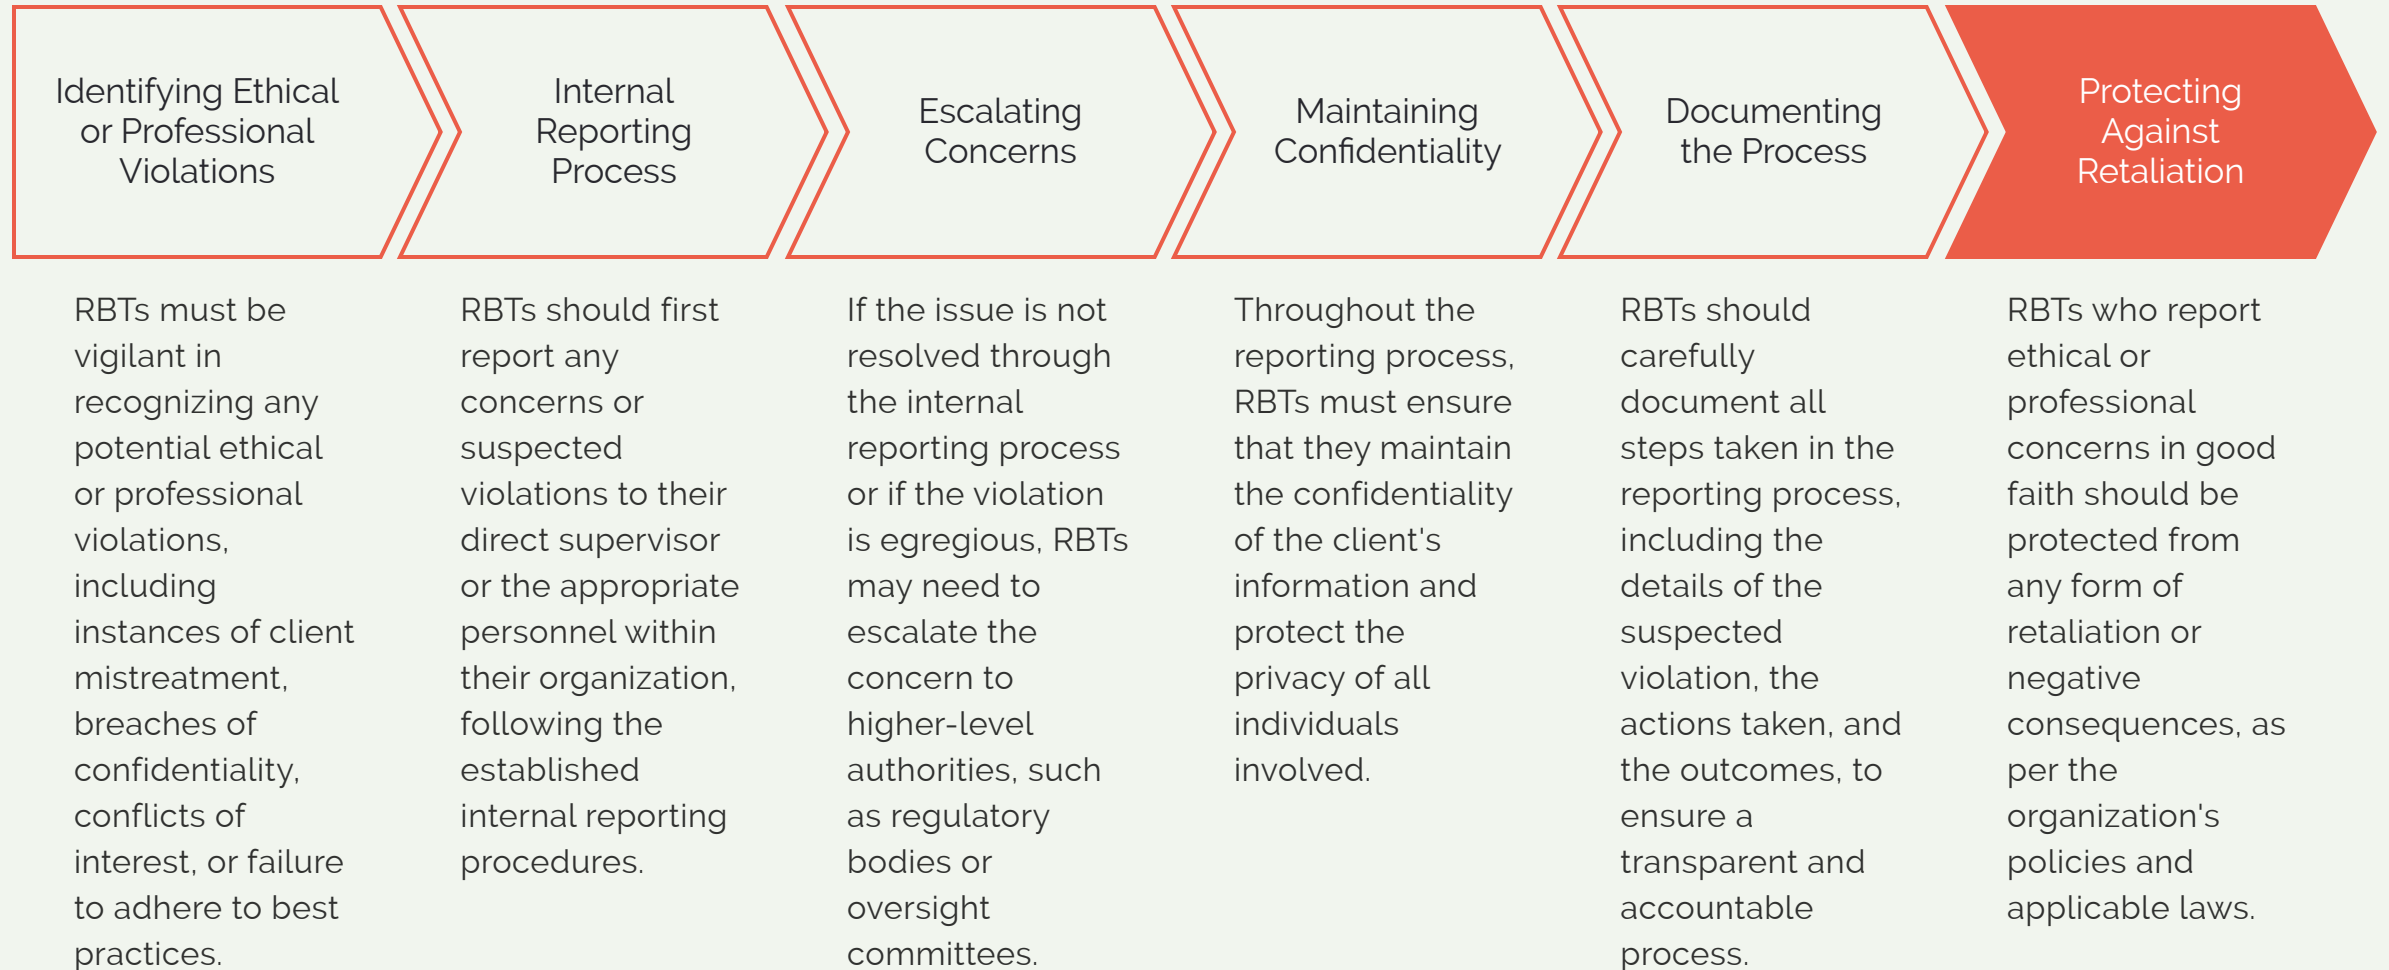 Identifying Ethical
or Professional
Violations
Internal
Reporting
Process
Escalating
Concerns
Maintaining
Confidentiality
Documenting
the Process
Protecting
Against
Retaliation
RBTs must be
vigilant in
recognizing any
potential ethical
or professional
violations,
including
instances of client
mistreatment,
breaches of
confidentiality,
conflicts of
interest, or failure
to adhere to best
practices.
RBTs should first
report any
concerns or
suspected
violations to their
direct supervisor
or the appropriate
personnel within
their organization,
following the
established
internal reporting
procedures.
If the issue is not
resolved through
the internal
reporting process
or if the violation
is egregious, RBTs
may need to
escalate the
concern to
higher-level
authorities, such
as regulatory
bodies or
oversight
committees.
Throughout the
reporting process,
RBTs must ensure
that they maintain
the confidentiality
of the client's
information and
protect the
privacy of all
individuals
involved.
RBTs should
carefully
document all
steps taken in the
reporting process,
including the
details of the
suspected
violation, the
actions taken, and
the outcomes, to
ensure a
transparent and
accountable
process.
RBTs who report
ethical or
professional
concerns in good
faith should be
protected from
any form of
retaliation or
negative
consequences, as
per the
organization's
policies and
applicable laws.